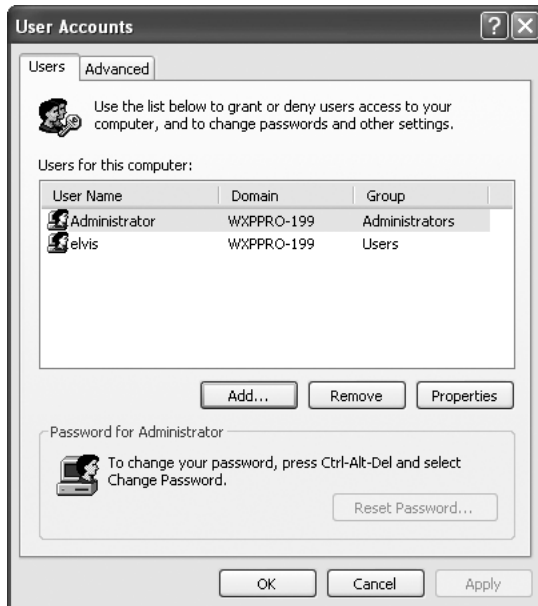 User Accounts
Users Advanced
Use the list below to grant or deny users access to your
computer, and to change passwords and other settings.
Users for this computer:
User Name Domain Group
Administrator WXPPRO-199 Administrators
elvis WXPPRO-199 Users
Add... Remove Properties
Password for Administrator
To change your password, press Ctrl-Alt-Del and select
Change Password.
Reset Password...
OK Cancel Apply